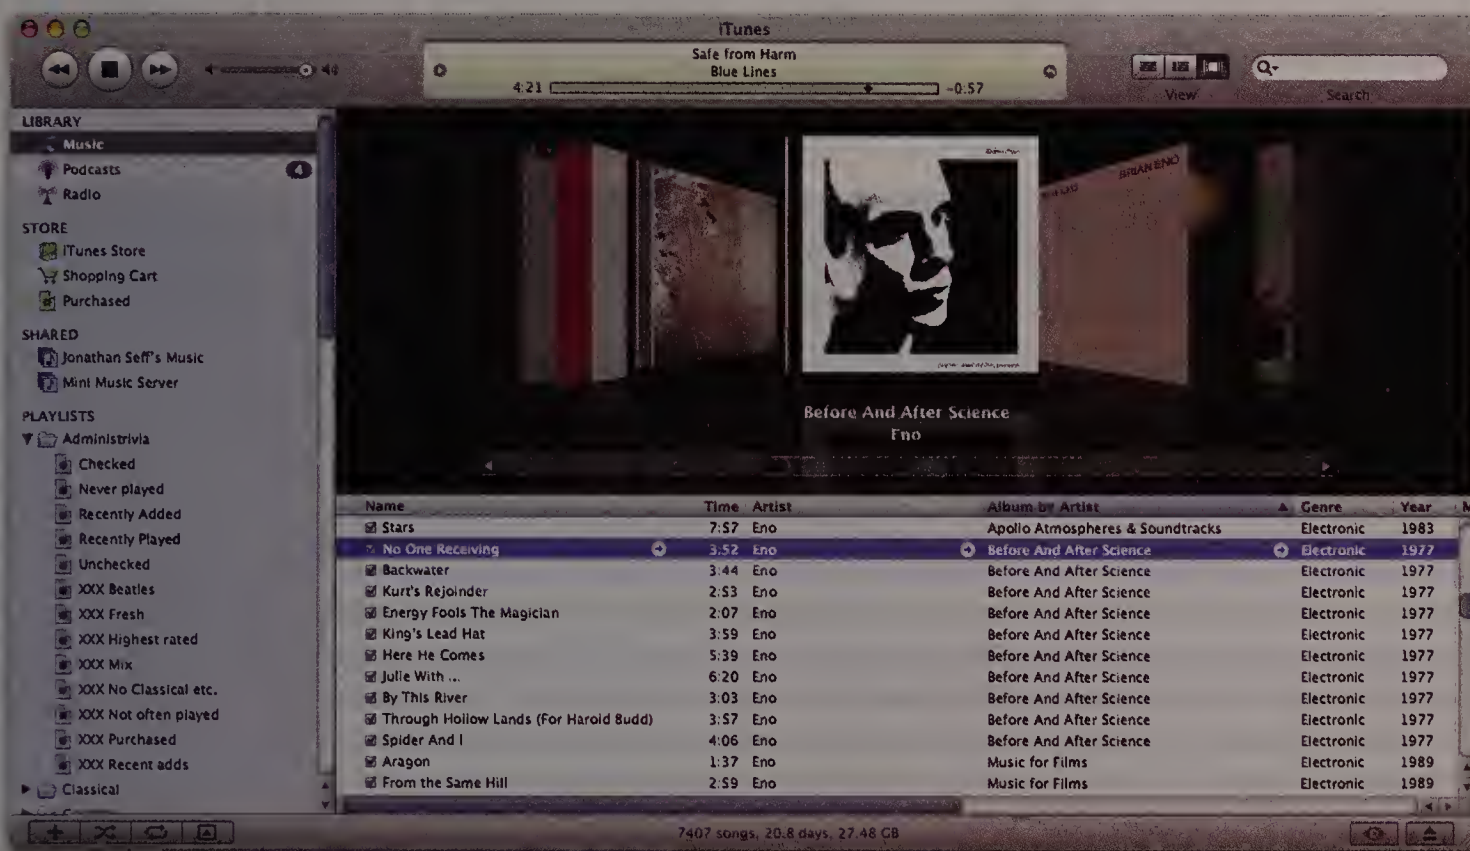 iTunes
Safe from Harm
Blue Lines
4:21 -0:57
View Search
LIBRARY
Music
Podcasts 4
Radio
STORE
iTunes Store
Shopping Cart
Purchased
SHARED
Jonathan Seff's Music
Mini Music Server
PLAYLISTS
Administrivia
Checked
Never played
Recently Added
Recently Played
Unchecked
XXX Beatles
XXX Fresh
XXX Highest rated
XXX Mix
XXX No Classical etc.
XXX Not often played
XXX Purchased
XXX Recent adds
Classical
BRIAN ENO
Before And After Science
Eno
Name Time Artist Album by Artist Genre Year
Stars 7:57 Eno Apollo Atmospheres & Soundtracks Electronic 1983
No One Receiving 3:52 Eno Before And After Science Electronic 1977
Backwater 3:44 Eno Before And After Science Electronic 1977
Kurt's Rejoinder 2:53 Eno Before And After Science Electronic 1977
Energy Fools The Magician 2:07 Eno Before And After Science Electronic 1977
King's Lead Hat 3:59 Eno Before And After Science Electronic 1977
Here He Comes 5:39 Eno Before And After Science Electronic 1977
Julie With ... 6:20 Eno Before And After Science Electronic 1977
By This River 3:03 Eno Before And After Science Electronic 1977
Through Hollow Lands (For Harold Budd) 3:57 Eno Before And After Science Electronic 1977
Spider And I 4:06 Eno Before And After Science Electronic 1977
Aragon 1:37 Eno Music for Films Electronic 1989
From the Same Hill 2:59 Eno Music for Films Electronic 1989
7407 songs, 20.8 days, 27.48 GB